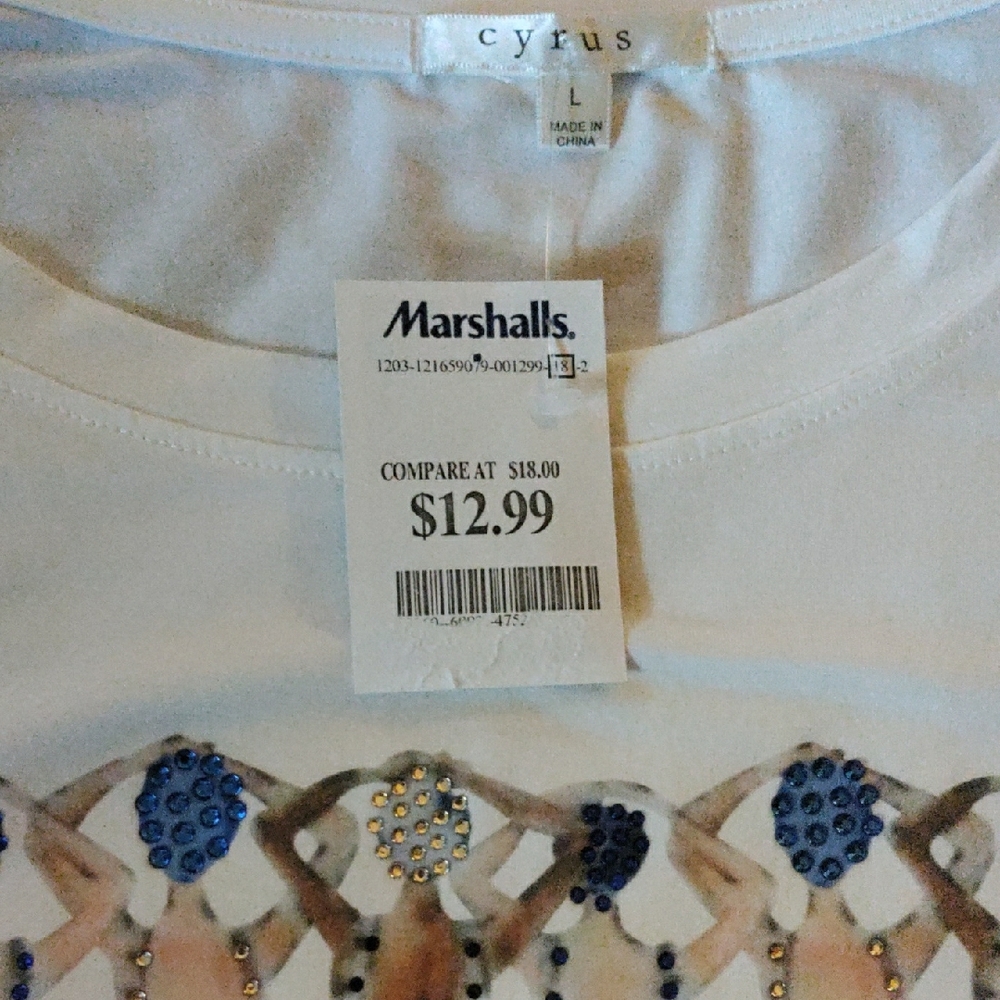 cyrus
L
MADE IN
CHINA
Marshalls.
1203-121659079-001299-18-2
COMPARE AT $18.00
$12.99